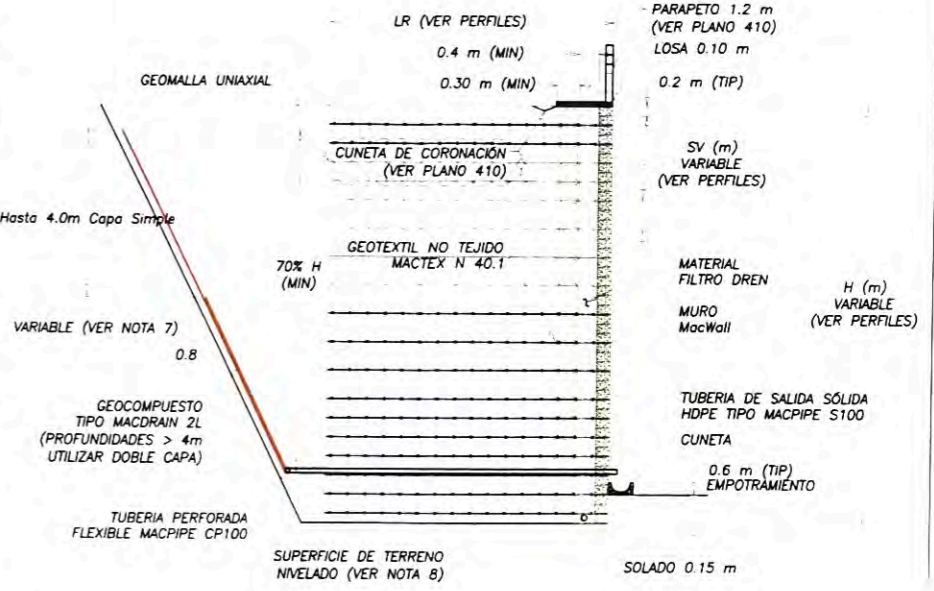 PARAPETO 1.2 m
(VER PLANO 410)
LR (VER PERFILES)
0.4 m (MIN)
LOSA 0.10 m
GEOMALLA UNIAXIAL
0.30 m (MIN)
0.2 m (TIP)
CUNETA DE CORONACIÓN
(VER PLANO 410)
SV (m)
VARIABLE
(VER PERFILES)
Hasta 4.0m Capa Simple
GEOTEXTIL NO TEJIDO
MACTEX N 40.1
70% H
(MIN)
MATERIAL
FILTRO DREN
H (m)
VARIABLE
(VER PERFILES)
MURO
MacWall
VARIABLE (VER NOTA 7)
0.8
GEOCOMPUESTO
TIPO MACDRAIN 2L
(PROFUNDIDADES > 4m
UTILIZAR DOBLE CAPA)
TUBERIA DE SALIDA SÓLIDA
HDPE TIPO MACPIPE S100
CUNETA
0.6 m (TIP)
EMPOTRAMIENTO
TUBERIA PERFORADA
FLEXIBLE MACPIPE CP100
SUPERFICIE DE TERRENO
NIVELADO (VER NOTA 8)
SOLADO 0.15 m